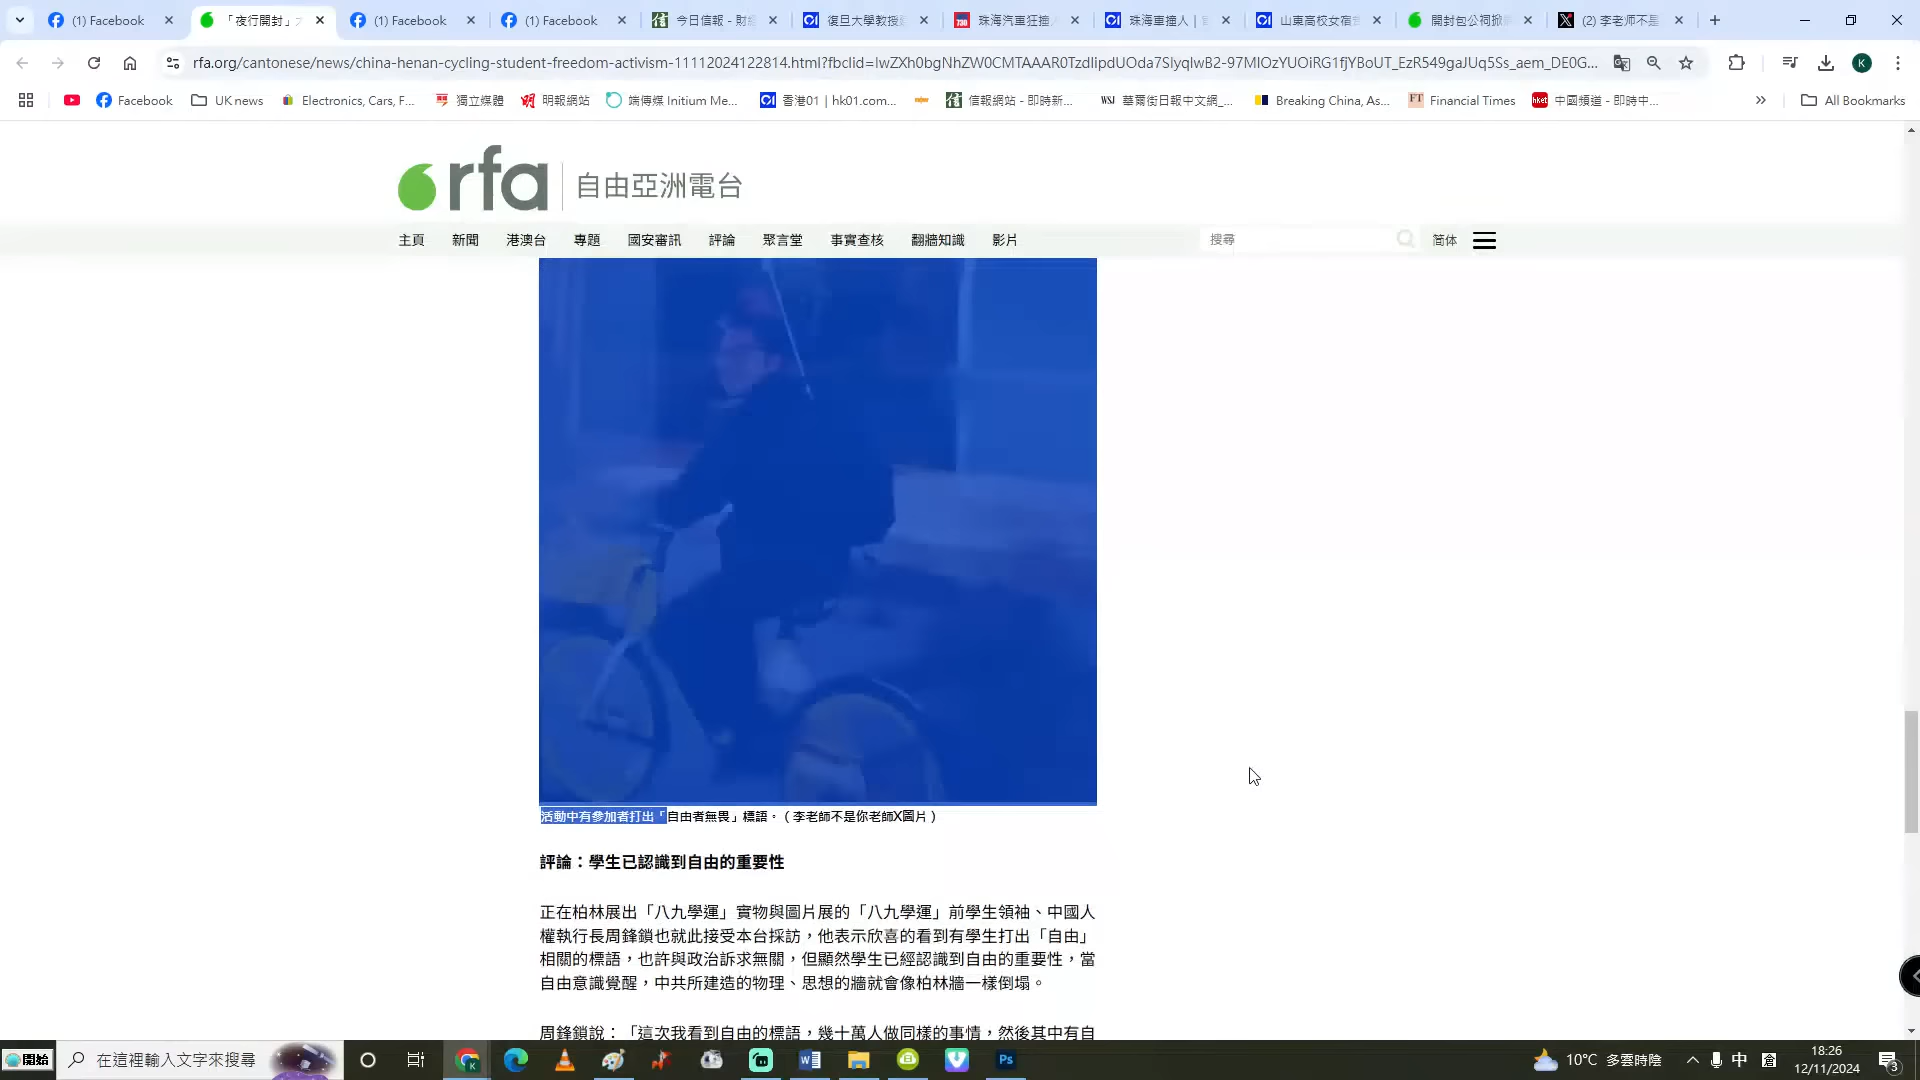 (1) Facebook
「夜行開封」
(1) Facebook
(1) Facebook
今日信報 - 財
復旦大學教授
珠海汽車狂撞
珠海車撞人 |
山東高校女宿
開封包公祠掀
(2) 李老师不是
rfa.org/cantonese/news/china-henan-cycling-student-freedom-activism-11112024122814.html?fbclid=IwZXh0bgNhZW0CMTAAAR0TzdIipdUOda7SIyqlwB2-97MIOzYUOiRG1fJYBoUT_EzR549gaJUq5Ss_aem_DE0G...
K
Facebook
UK news
Electronics, Cars, F...
獨立媒體
明報網站
端傳媒 Initium Me...
香港01 | hk01.com...
信報網站 - 即時新...
WSJ 華爾街日報中文網_...
Breaking China, As...
FT Financial Times
hket 中國頻道 - 即時中...
All Bookmarks
rfa 自由亞洲電台
主頁 新聞 港澳台 專題 國安審訊 評論 聚言堂 事實查核 翻牆知識 影片 搜尋 简体
活動中有參加者打出「自由者無畏」標語。（李老師不是你老師X圖片）
評論：學生已認識到自由的重要性
正在柏林展出「八九學運」實物與圖片展的「八九學運」前學生領袖、中國人
權執行長周鋒鎖也就此接受本台採訪，他表示欣喜的看到有學生打出「自由」
相關的標語，也許與政治訴求無關，但顯然學生已經認識到自由的重要性，當
自由意識覺醒，中共所建造的物理、思想的牆就會像柏林牆一樣倒塌。
周鋒鎖說：「這次我看到自由的標語，幾十萬人做同樣的事情，然後其中有自
開始
在這裡輸入文字來搜尋
Ps
10°C 多雲時陰
中
倉
18:26
12/11/2024
3